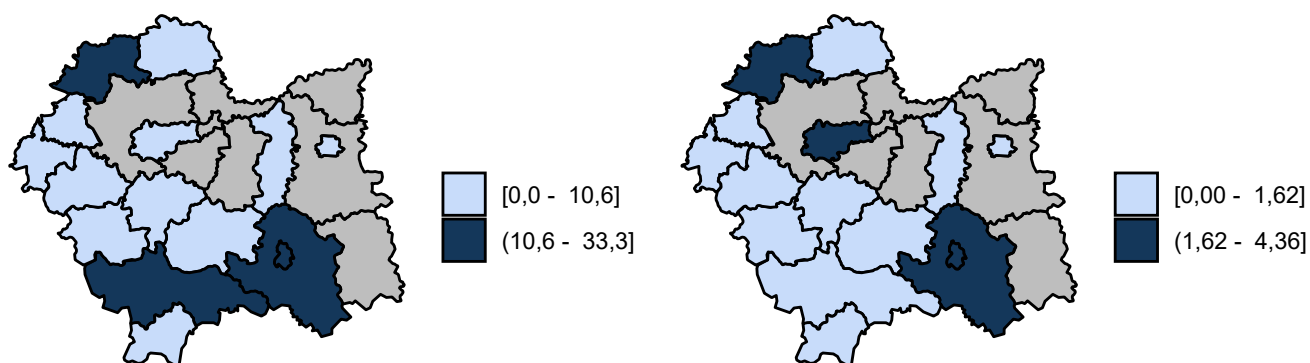 [0,0 - 10,6]
(10,6 - 33,3]
[0,00 - 1,62]
(1,62 - 4,36]